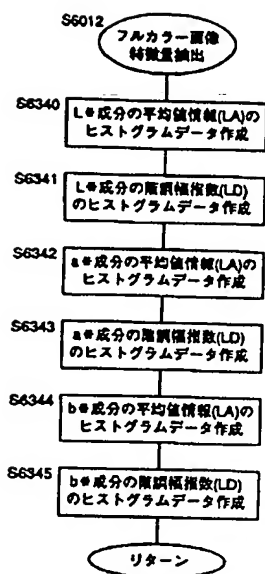 S6012
フルカラー画像
特徴量抽出
S6340
L*成分の平均値情報(LA)の
ヒストグラムデータ作成
S6341
L*成分の階調幅指数(LD)
のヒストグラムデータ作成
S6342
a*成分の平均値情報(LA)の
ヒストグラムデータ作成
S6343
a*成分の階調幅指数(LD)
のヒストグラムデータ作成
S6344
b*成分の平均値情報(LA)の
ヒストグラムデータ作成
S6345
b*成分の階調幅指数(LD)
のヒストグラムデータ作成
リターン